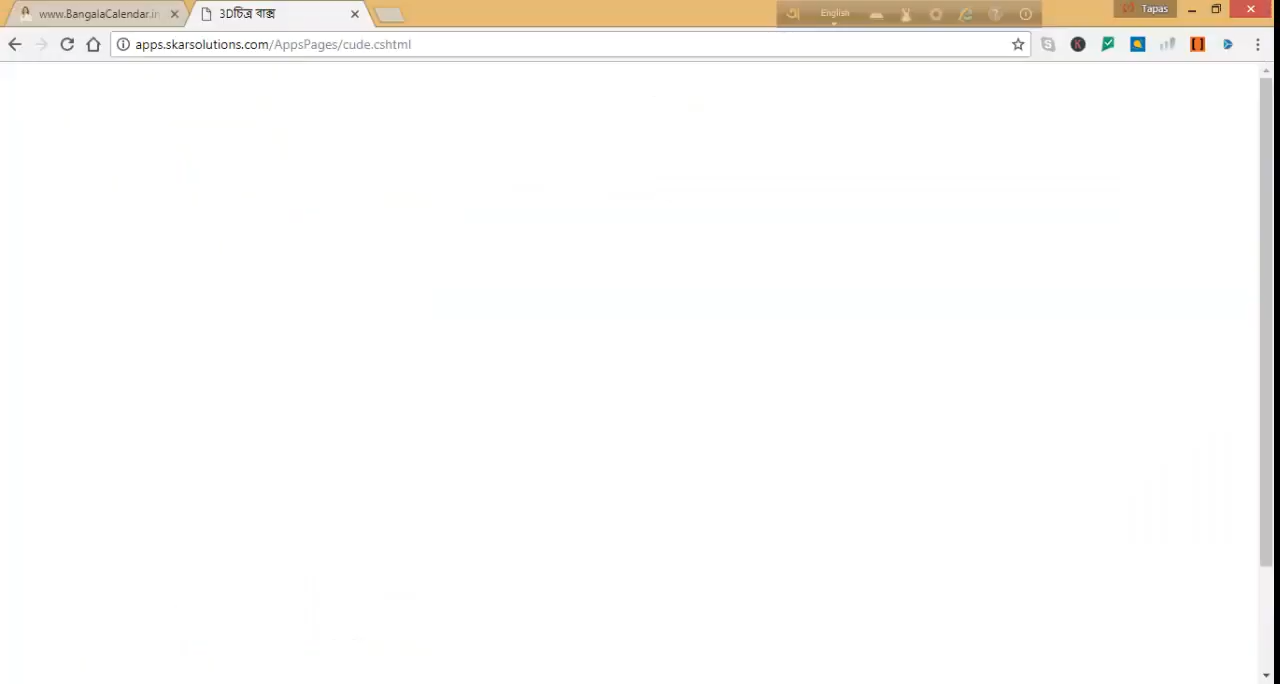 www.BangalaCalendar.in
3Dচিত্র বাক্স
English
Tapas
apps.skarsolutions.com/AppsPages/cude.cshtml